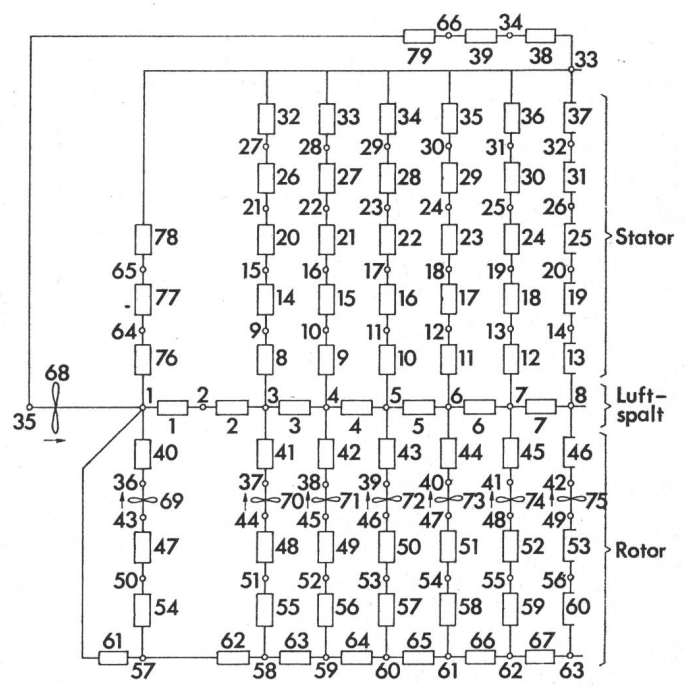 66 34
79 39 38
33
32 33 34 35 36 37
27 28 29 30 31 32
26 27 28 29 30 31
21 22 23 24 25 26
78 20 21 22 23 24 25 Stator
65 15 16 17 18 19 20
77 14 15 16 17 18 19
64 9 10 11 12 13 14
76 8 9 10 11 12 13
68
35 1 2 3 4 5 6 7 8 Luft-
spalt
1 2 3 4 5 6 7
40 41 42 43 44 45 46
36 37 38 39 40 41 42
69 70 71 72 73 74 75
43 44 45 46 47 48 49
47 48 49 50 51 52 53
Rotor
50 51 52 53 54 55 56
54 55 56 57 58 59 60
61 62 63 64 65 66 67
57 58 59 60 61 62 63